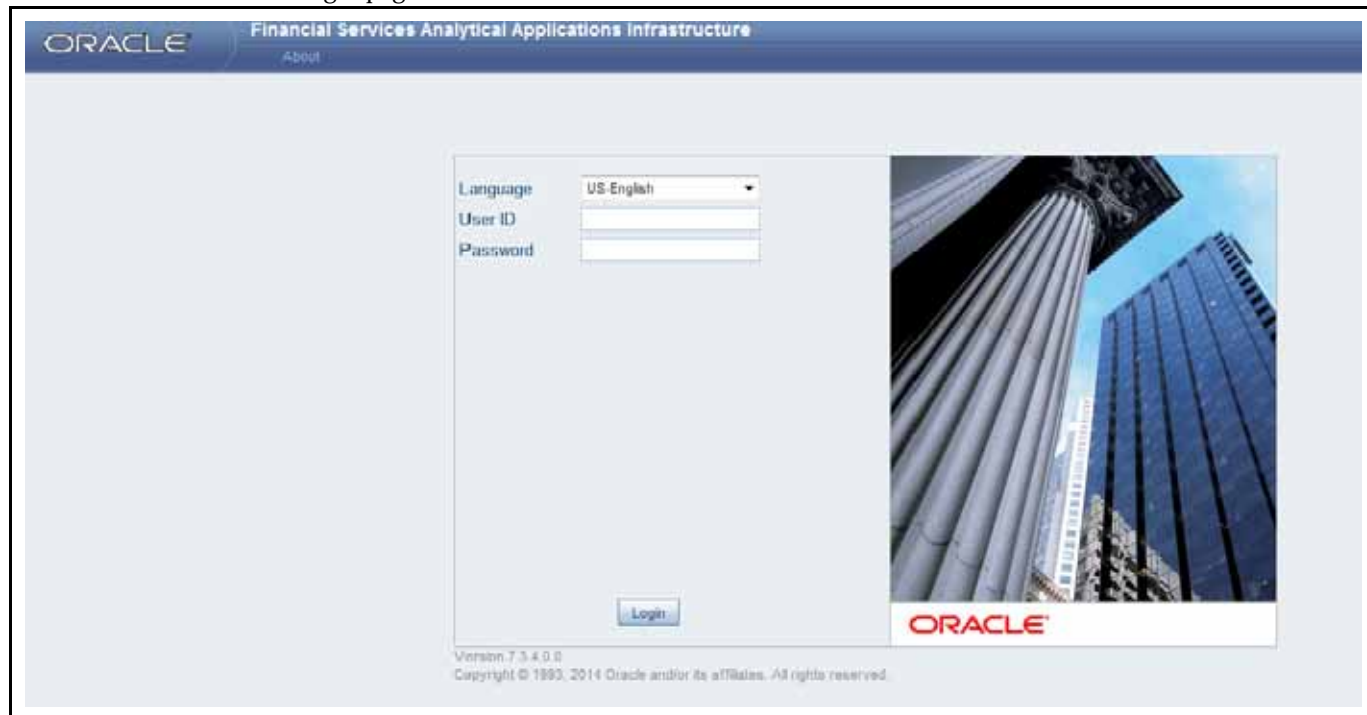 ORACLE
Financial Services Analytical Applications Infrastructure
About
Language
US-English
User ID
Password
Login
ORACLE
Version 7.3.4.0.0
Copyright © 1993, 2014 Oracle and/or its affiliates. All rights reserved.